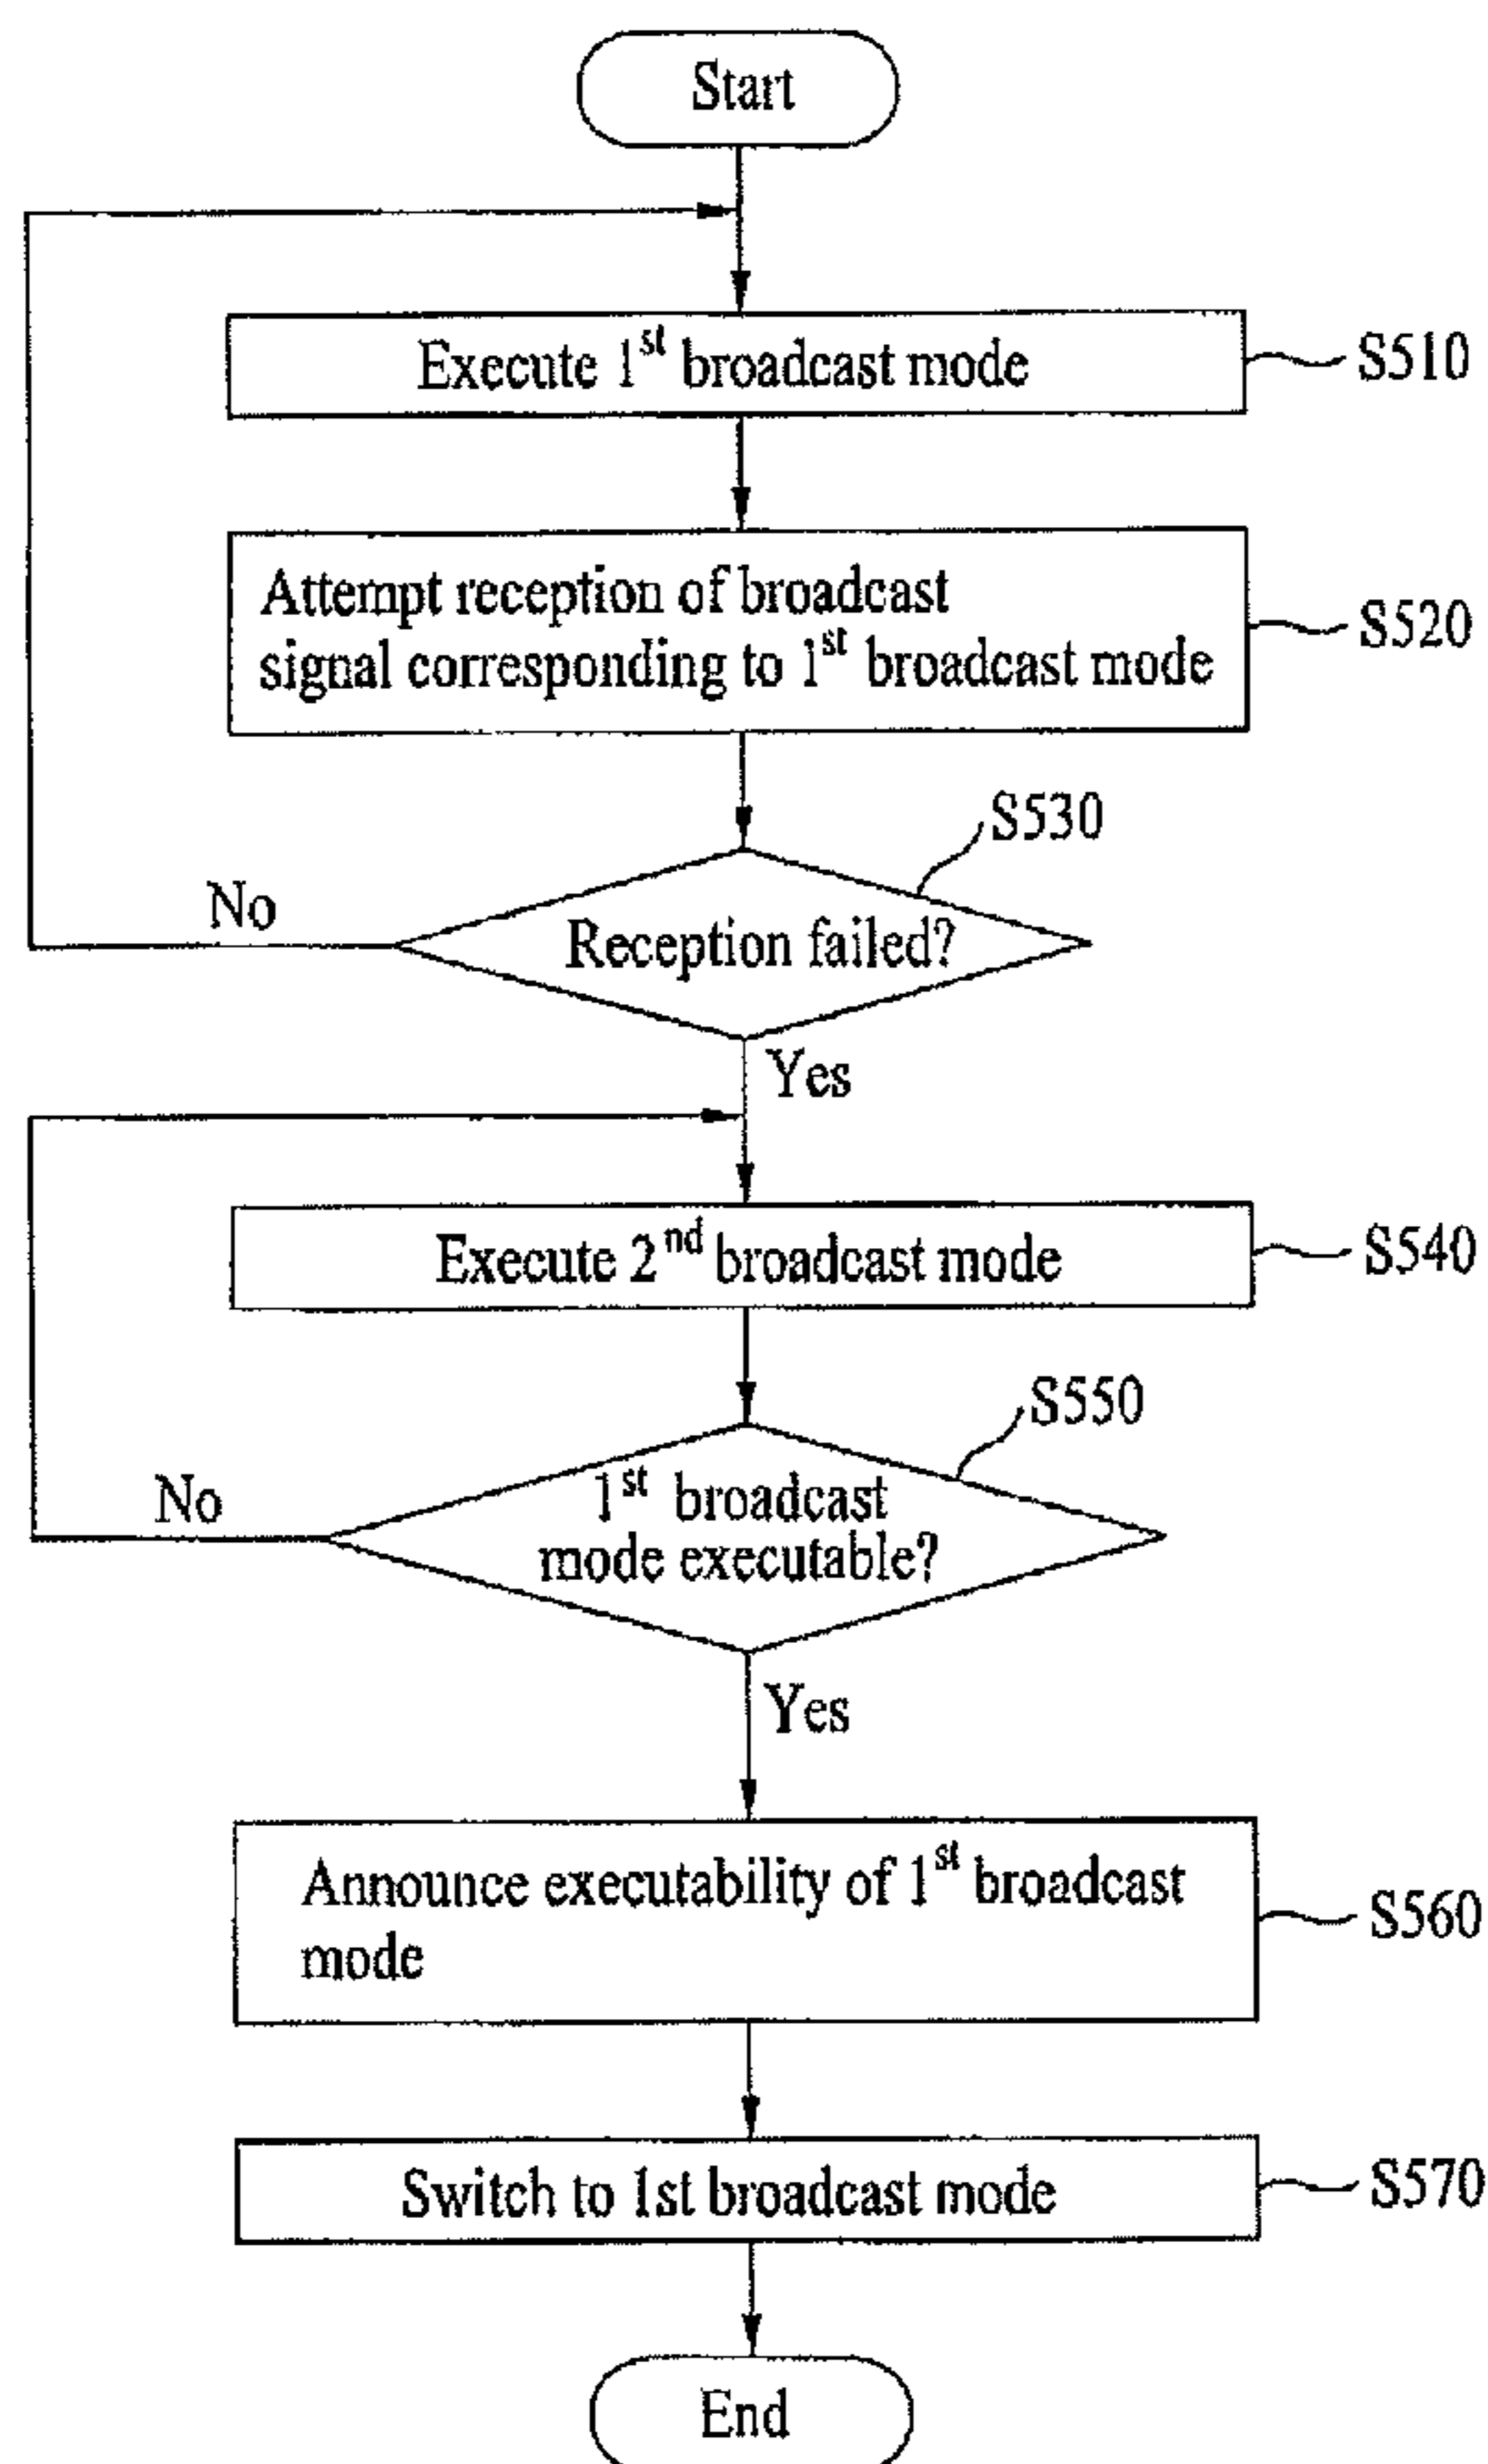 Start
Execute 1st broadcast mode
S510
Attempt reception of broadcast
signal corresponding to 1st broadcast mode
S520
S530
No
Reception failed?
Yes
Execute 2nd broadcast mode
S540
S550
No
1st broadcast
mode executable?
Yes
Announce executability of 1st broadcast
mode
S560
Switch to 1st broadcast mode
S570
End